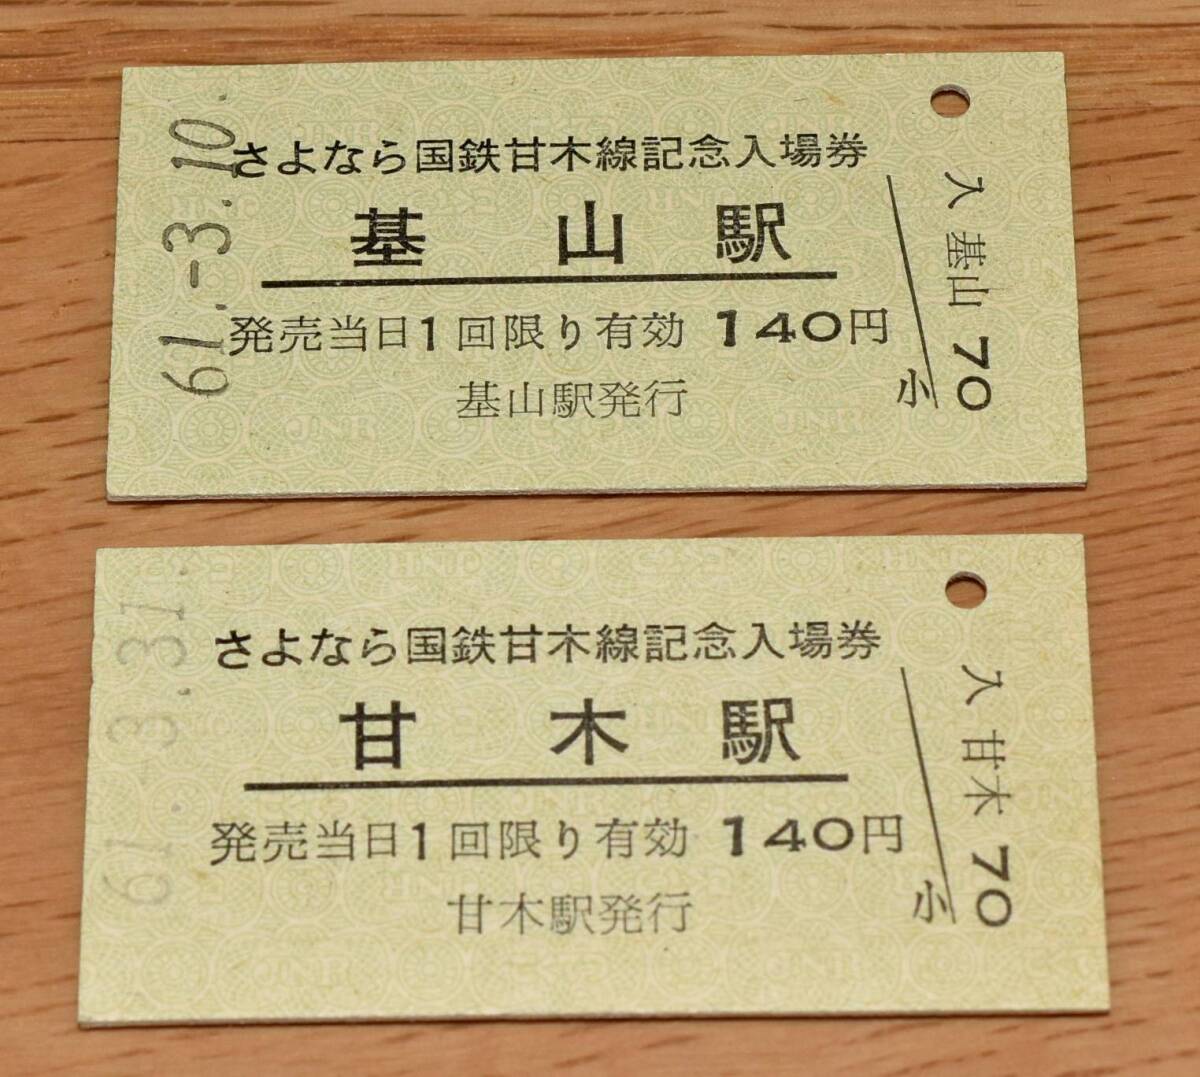 61.-3.10.
さよなら国鉄甘木線記念入場券
基山駅
発売当日1回限り有効 140円
基山駅発行
入 基山 70
小
61.-3.31.
さよなら国鉄甘木線記念入場券
甘木駅
発売当日1回限り有効 140円
甘木駅発行
入 甘木 70
小